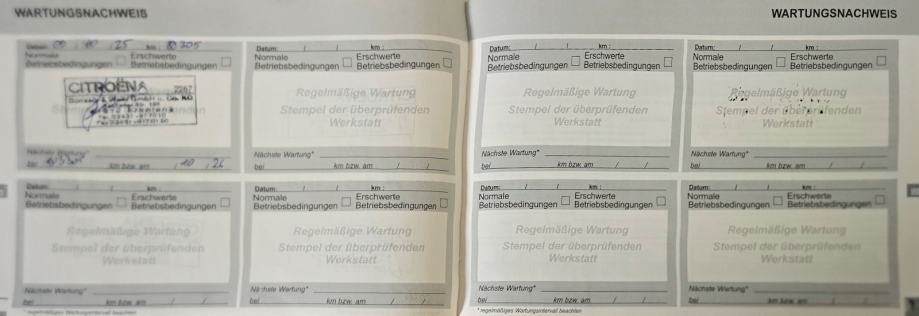 WARTUNGSNACHWEIS
Datum: / / 25 km: 80 305
Normale Betriebsbedingungen
Erschwerte Betriebsbedingungen
CITROËNA
Nächste Wartung*
bei km bzw. am / 10 / 26
Datum: / / km:
Normale Betriebsbedingungen
Erschwerte Betriebsbedingungen
Regelmäßige Wartung
Stempel der überprüfenden
Werkstatt
Nächste Wartung*
bei km bzw. am / /
Datum: / / km:
Normale Betriebsbedingungen
Erschwerte Betriebsbedingungen
Regelmäßige Wartung
Stempel der überprüfenden
Werkstatt
Nächste Wartung*
bei km bzw. am / /
Datum: / / km:
Normale Betriebsbedingungen
Erschwerte Betriebsbedingungen
Regelmäßige Wartung
Stempel der überprüfenden
Werkstatt
Nächste Wartung*
bei km bzw. am / /
* regelmäßiges Wartungsintervall beachten
WARTUNGSNACHWEIS
Datum: / / km:
Normale Betriebsbedingungen
Erschwerte Betriebsbedingungen
Regelmäßige Wartung
Stempel der überprüfenden
Werkstatt
Nächste Wartung*
bei km bzw. am / /
Datum: / / km:
Normale Betriebsbedingungen
Erschwerte Betriebsbedingungen
Regelmäßige Wartung
Stempel der überprüfenden
Werkstatt
Nächste Wartung*
bei km bzw. am / /
Datum: / / km:
Normale Betriebsbedingungen
Erschwerte Betriebsbedingungen
Regelmäßige Wartung
Stempel der überprüfenden
Werkstatt
Nächste Wartung*
bei km bzw. am / /
Datum: / / km:
Normale Betriebsbedingungen
Erschwerte Betriebsbedingungen
Regelmäßige Wartung
Stempel der überprüfenden
Werkstatt
Nächste Wartung*
bei km bzw. am / /
* regelmäßiges Wartungsintervall beachten